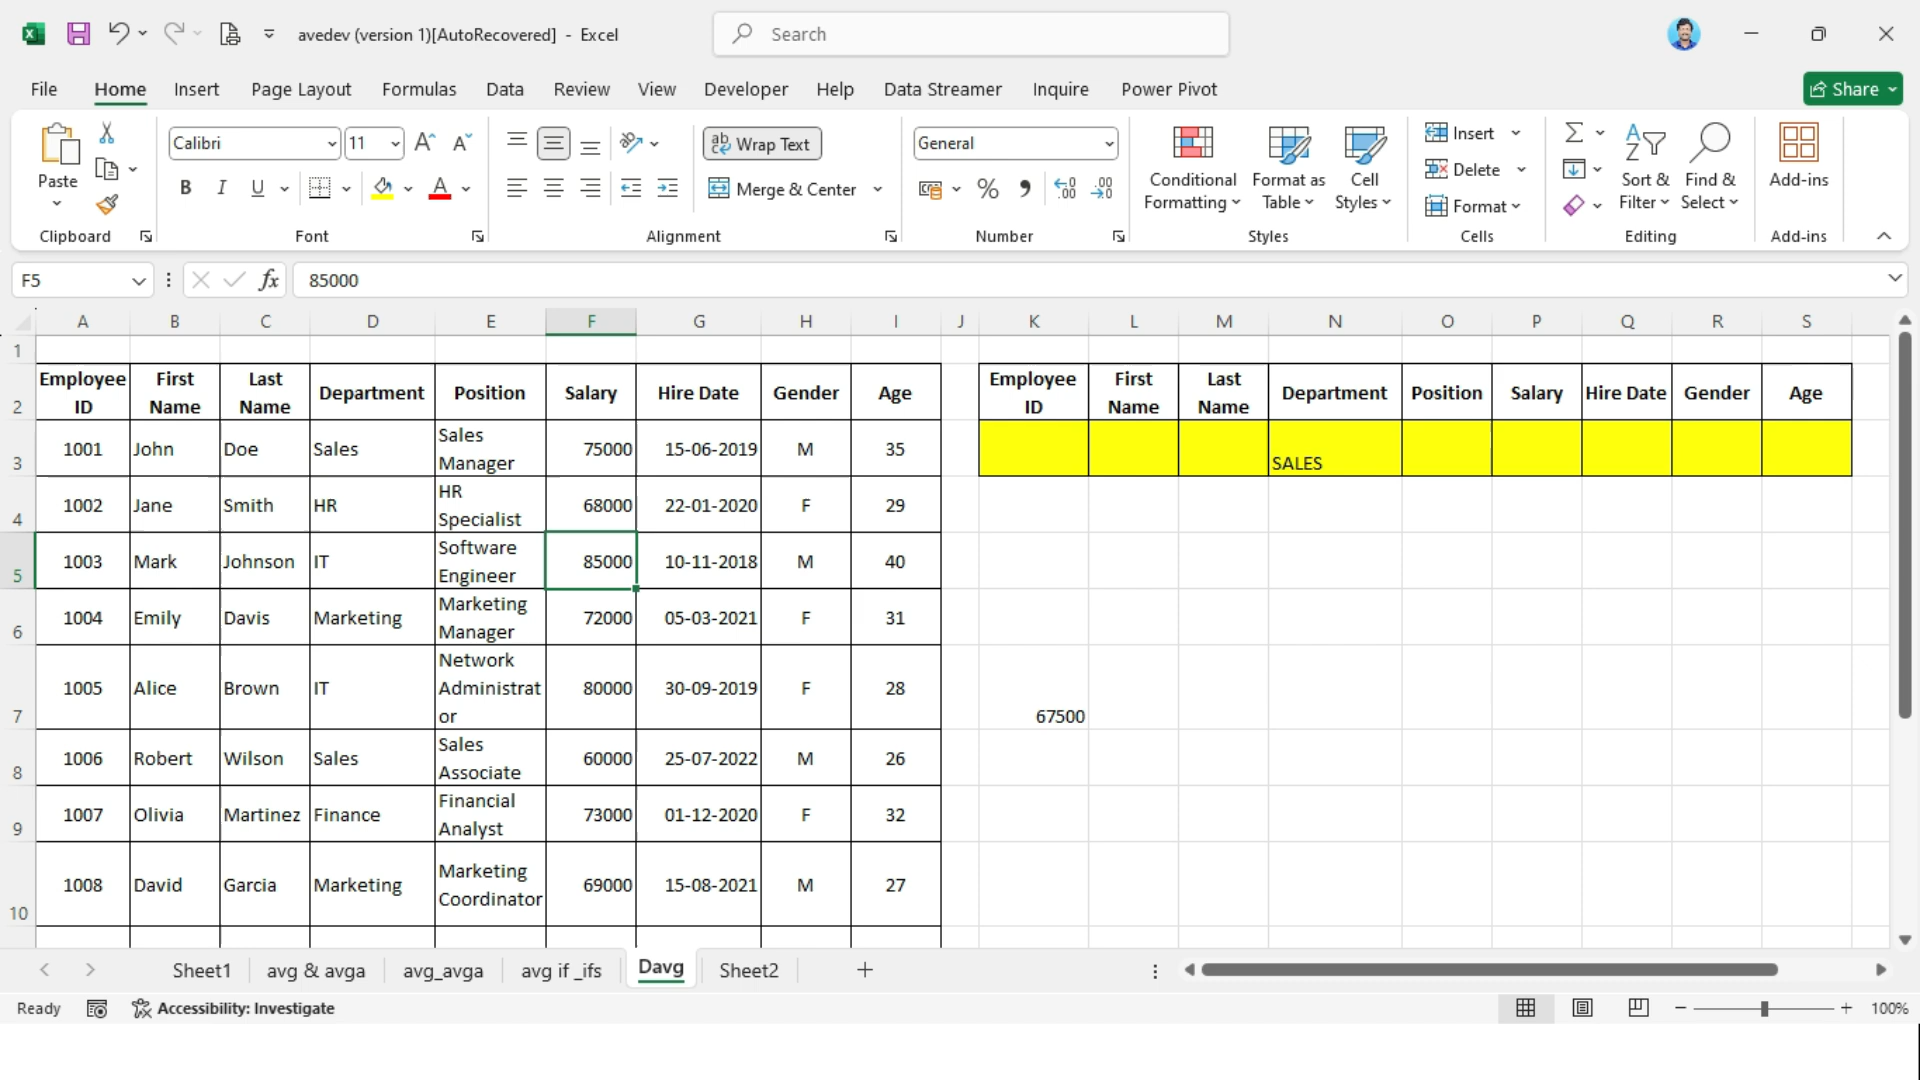 avedev (version 1)[AutoRecovered] - Excel
Search
File Home Insert Page Layout Formulas Data Review View Developer Help Data Streamer Inquire Power Pivot Share
Paste
Calibri 11
B I U A
Wrap Text
Merge & Center
General
%
Conditional Formatting
Format as Table
Cell Styles
Insert
Delete
Format
Sort & Filter
Find & Select
Add-ins
Clipboard Font Alignment Number Styles Cells Editing Add-ins
F5 fx 85000
A B C D E F G H I J K L M N O P Q R S
1
2 Employee ID First Name Last Name Department Position Salary Hire Date Gender Age Employee ID First Name Last Name Department Position Salary Hire Date Gender Age
3 1001 John Doe Sales Sales Manager 75000 15-06-2019 M 35 SALES
4 1002 Jane Smith HR HR Specialist 68000 22-01-2020 F 29
5 1003 Mark Johnson IT Software Engineer 85000 10-11-2018 M 40
6 1004 Emily Davis Marketing Marketing Manager 72000 05-03-2021 F 31
7 1005 Alice Brown IT Network Administrator 80000 30-09-2019 F 28 67500
8 1006 Robert Wilson Sales Sales Associate 60000 25-07-2022 M 26
9 1007 Olivia Martinez Finance Financial Analyst 73000 01-12-2020 F 32
10 1008 David Garcia Marketing Marketing Coordinator 69000 15-08-2021 M 27
Sheet1 avg & avga avg_avga avg if _ifs Davg Sheet2
Ready Accessibility: Investigate 100%